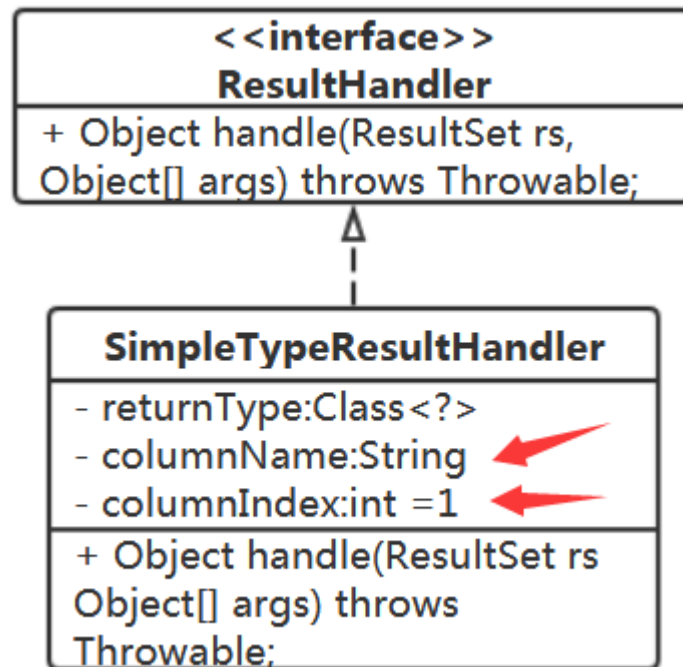 <<interface>>
ResultHandler
+ Object handle(ResultSet rs,
Object[] args) throws Throwable;
SimpleTypeResultHandler
- returnType:Class<?>
- columnName:String
- columnIndex:int =1
+ Object handle(ResultSet rs
Object[] args) throws
Throwable;